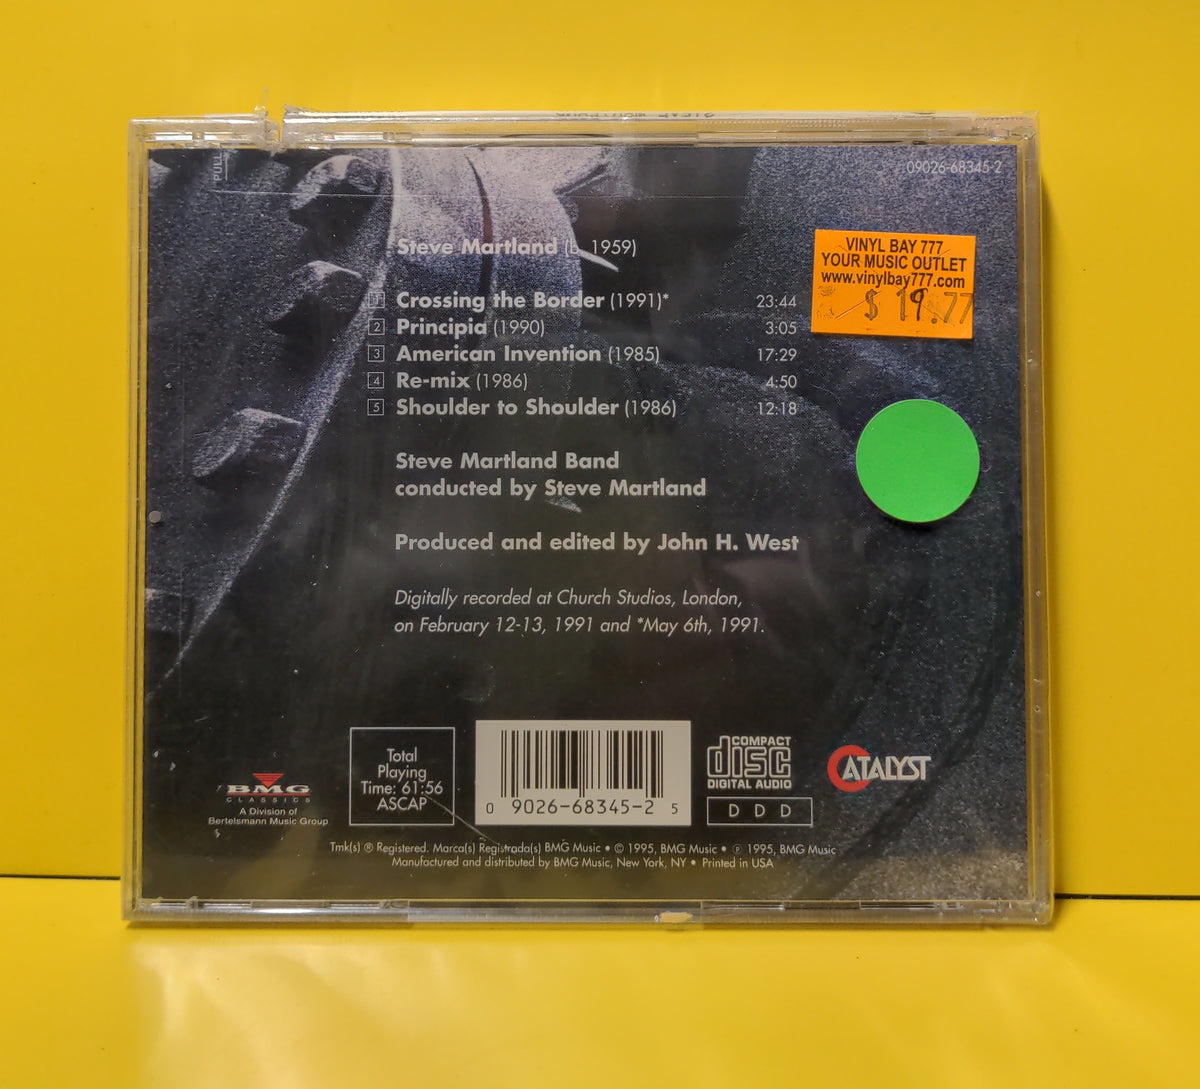 PULL
09026-68345-2
Steve Martland (b. 1959)
1 Crossing the Border (1991)* 23:44
2 Principia (1990) 3:05
3 American Invention (1985) 17:29
4 Re-mix (1986) 4:50
5 Shoulder to Shoulder (1986) 12:18
VINYL BAY 777
YOUR MUSIC OUTLET
www.vinylbay777.com
$ 19.77
Steve Martland Band
conducted by Steve Martland
Produced and edited by John H. West
Digitally recorded at Church Studios, London,
on February 12-13, 1991 and *May 6th, 1991.
BMG
CLASSICS
A Division of
Bertelsmann Music Group
Total
Playing
Time: 61:56
ASCAP
0 9026-68345-2 5
COMPACT
disc
DIGITAL AUDIO
D D D
CATALYST
Tmk(s) ® Registered. Marca(s) Registrada(s) BMG Music • © 1995, BMG Music • ℗ 1995, BMG Music
Manufactured and distributed by BMG Music, New York, NY • Printed in USA